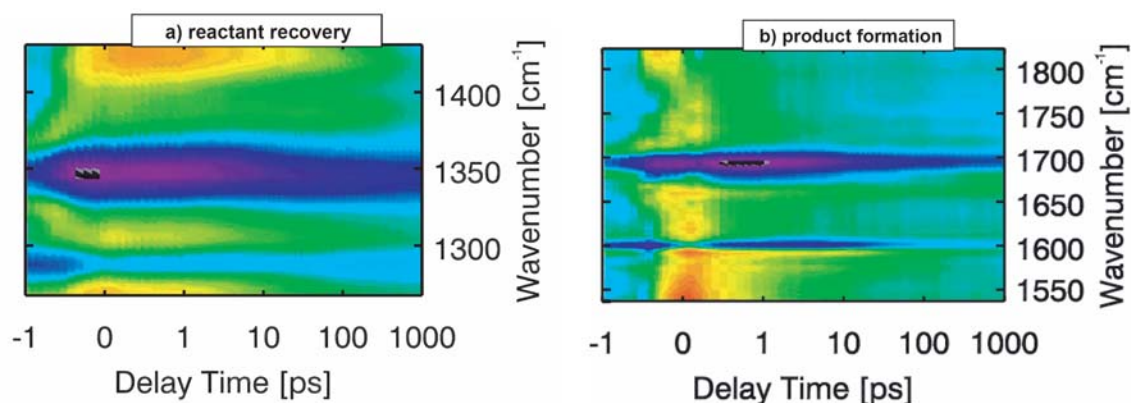 a) reactant recovery
1400
1350
1300
Wavenumber [cm-1]
-1 0 1 10 100 1000
Delay Time [ps]
b) product formation
1800
1750
1700
1650
1600
1550
Wavenumber [cm-1]
-1 0 1 10 100 1000
Delay Time [ps]